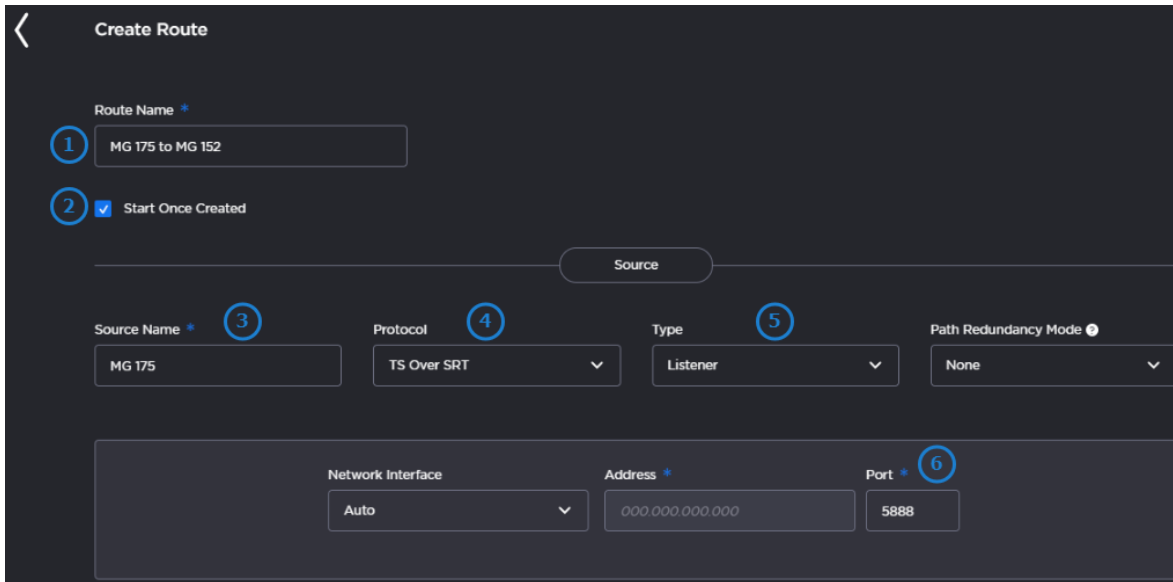 Create Route
Route Name *
1 MG 175 to MG 152
2 Start Once Created
Source
Source Name * 3 Protocol 4 Type 5 Path Redundancy Mode ?
MG 175 TS Over SRT Listener None
Network Interface Address * Port * 6
Auto 000.000.000.000 5888